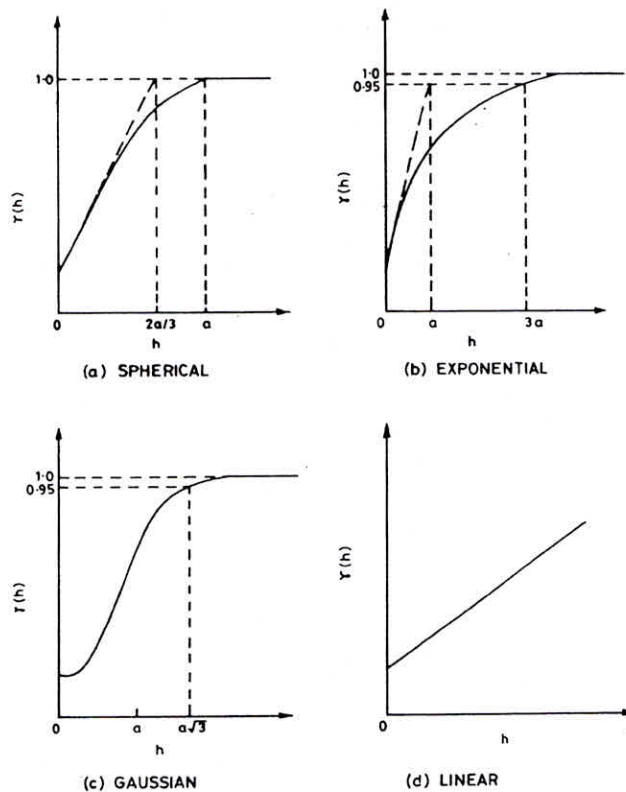 1·0
γ(h)
0
2a/3
a
h
(a) SPHERICAL
1·0
0·95
γ(h)
0
a
3a
h
(b) EXPONENTIAL
1·0
0·95
γ(h)
0
a
a√3
h
(c) GAUSSIAN
γ(h)
0
h
(d) LINEAR